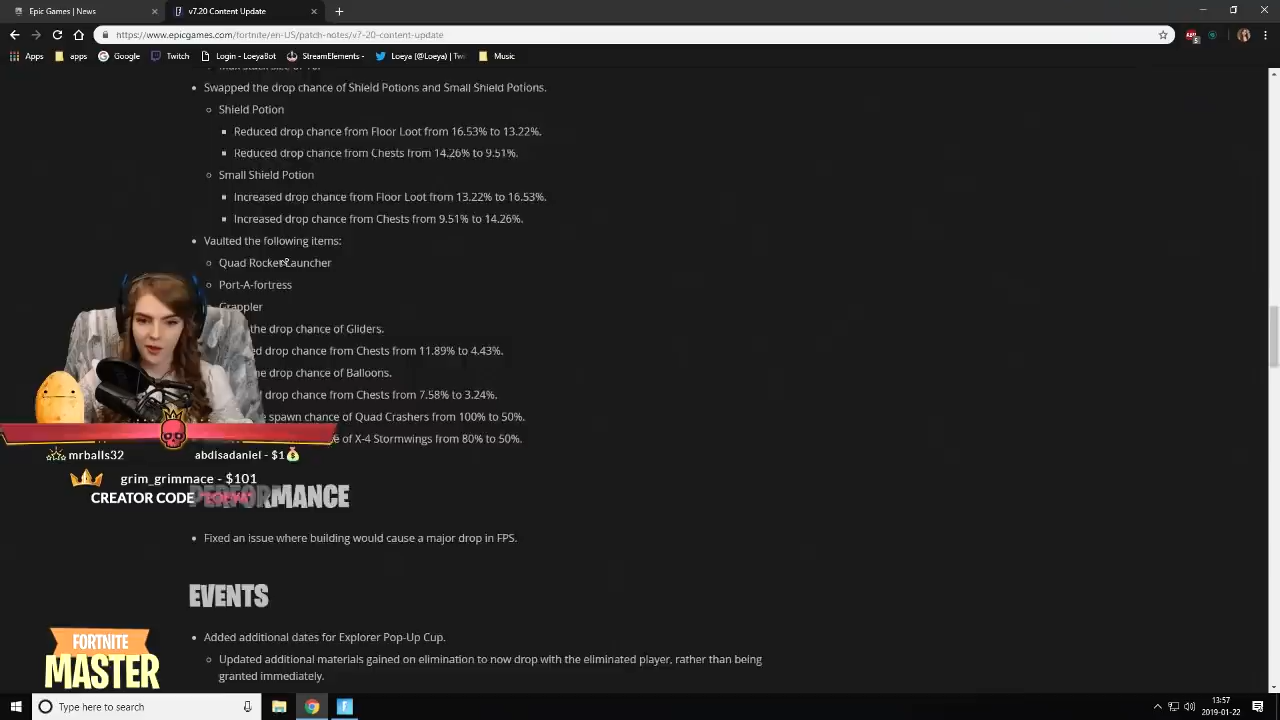 Epic Games | News
v7.20 Content Update
https://www.epicgames.com/fortnite/en-US/patch-notes/v7-20-content-update
Apps
apps
Google
Twitch
Login - LoeyaBot
StreamElements -
Loeya (@Loeya) | Tw
Music
Swapped the drop chance of Shield Potions and Small Shield Potions.
Shield Potion
Reduced drop chance from Floor Loot from 16.53% to 13.22%.
Reduced drop chance from Chests from 14.26% to 9.51%.
Small Shield Potion
Increased drop chance from Floor Loot from 13.22% to 16.53%.
Increased drop chance from Chests from 9.51% to 14.26%.
Vaulted the following items:
Quad Rocket Launcher
Port-A-fortress
Grappler
the drop chance of Gliders.
ed drop chance from Chests from 11.89% to 4.43%.
he drop chance of Balloons.
drop chance from Chests from 7.58% to 3.24%.
spawn chance of Quad Crashers from 100% to 50%.
e of X-4 Stormwings from 80% to 50%.
mrballs32
abdisadaniel - $1
grim_grimmace - $101
CREATOR CODE
PERFORMANCE
Fixed an issue where building would cause a major drop in FPS.
EVENTS
Added additional dates for Explorer Pop-Up Cup.
Updated additional materials gained on elimination to now drop with the eliminated player, rather than being
granted immediately.
FORTNITE
MASTER
Type here to search
13:57
2019-01-22